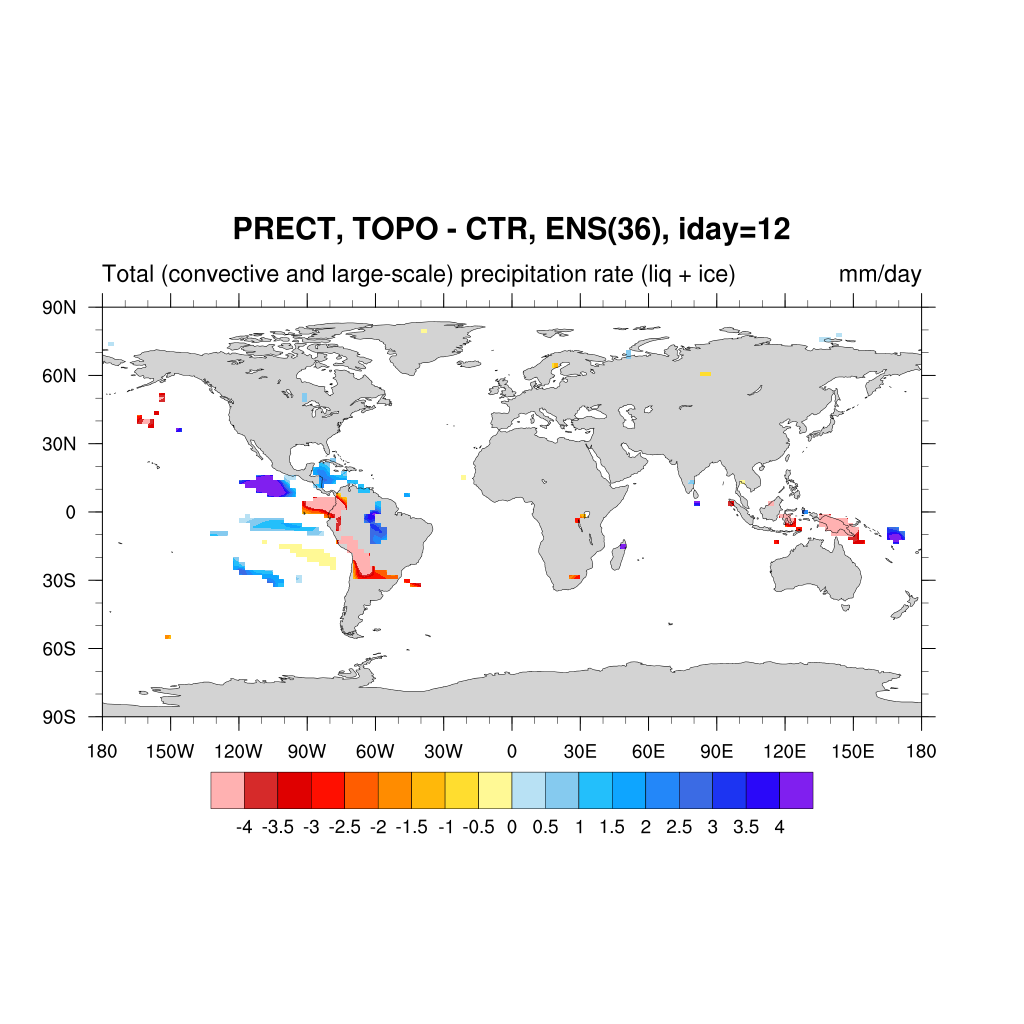 PRECT, TOPO - CTR, ENS(36), iday=12
Total (convective and large-scale) precipitation rate (liq + ice) mm/day
90N
60N
30N
0
30S
60S
90S
180 150W 120W 90W 60W 30W 0 30E 60E 90E 120E 150E 180
-4 -3.5 -3 -2.5 -2 -1.5 -1 -0.5 0 0.5 1 1.5 2 2.5 3 3.5 4